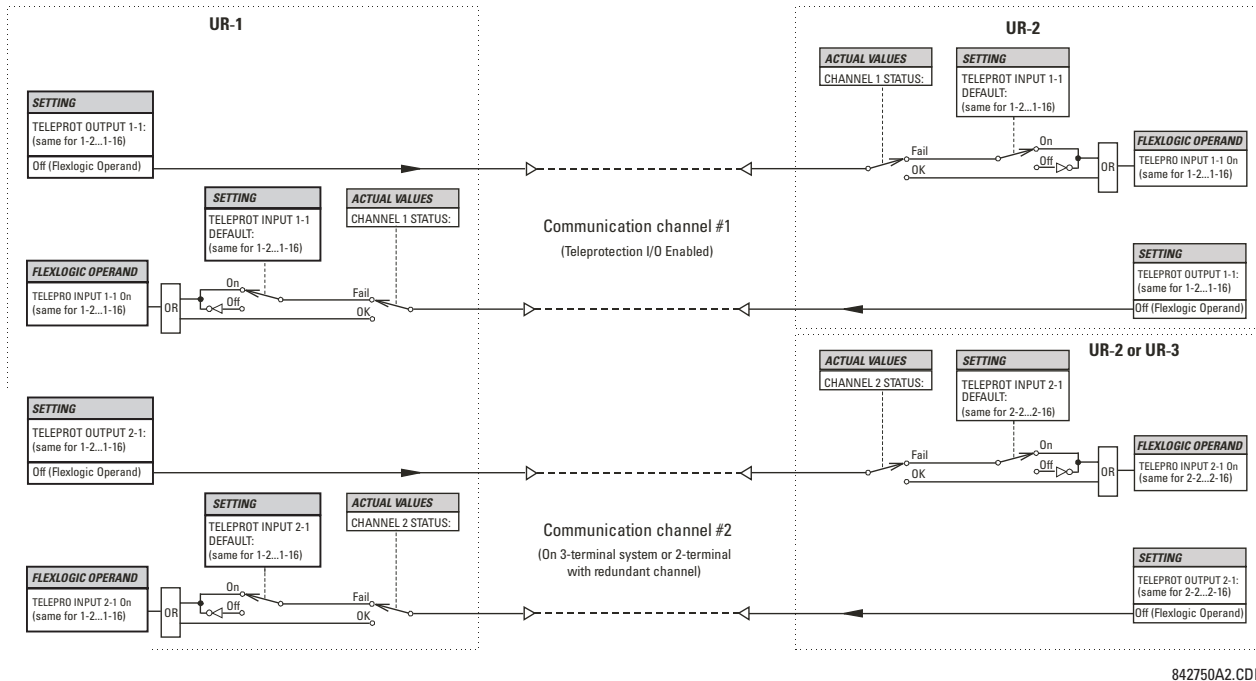 UR-1
UR-2
ACTUAL VALUES
CHANNEL 1 STATUS:
SETTING
TELEPROT INPUT 1-1
DEFAULT:
(same for 1-2...1-16)
SETTING
TELEPROT OUTPUT 1-1:
(same for 1-2...1-16)
Off (Flexlogic Operand)
Fail
OK
On
Off
OR
FLEXLOGIC OPERAND
TELEPRO INPUT 1-1 On
(same for 1-2...1-16)
SETTING
TELEPROT INPUT 1-1
DEFAULT:
(same for 1-2...1-16)
ACTUAL VALUES
CHANNEL 1 STATUS:
Communication channel #1
(Teleprotection I/O Enabled)
FLEXLOGIC OPERAND
TELEPRO INPUT 1-1 On
(same for 1-2...1-16)
OR
On
Off
Fail
OK
SETTING
TELEPROT OUTPUT 1-1:
(same for 1-2...1-16)
Off (Flexlogic Operand)
UR-2 or UR-3
ACTUAL VALUES
CHANNEL 2 STATUS:
SETTING
TELEPROT INPUT 2-1
DEFAULT:
(same for 2-2...2-16)
SETTING
TELEPROT OUTPUT 2-1:
(same for 1-2...1-16)
Off (Flexlogic Operand)
Fail
OK
On
Off
OR
FLEXLOGIC OPERAND
TELEPRO INPUT 2-1 On
(same for 2-2...2-16)
SETTING
TELEPROT INPUT 2-1
DEFAULT:
(same for 1-2...1-16)
ACTUAL VALUES
CHANNEL 2 STATUS:
Communication channel #2
(On 3-terminal system or 2-terminal
with redundant channel)
FLEXLOGIC OPERAND
TELEPRO INPUT 2-1 On
(same for 1-2...1-16)
OR
On
Off
Fail
OK
SETTING
TELEPROT OUTPUT 2-1:
(same for 2-2...2-16)
Off (Flexlogic Operand)